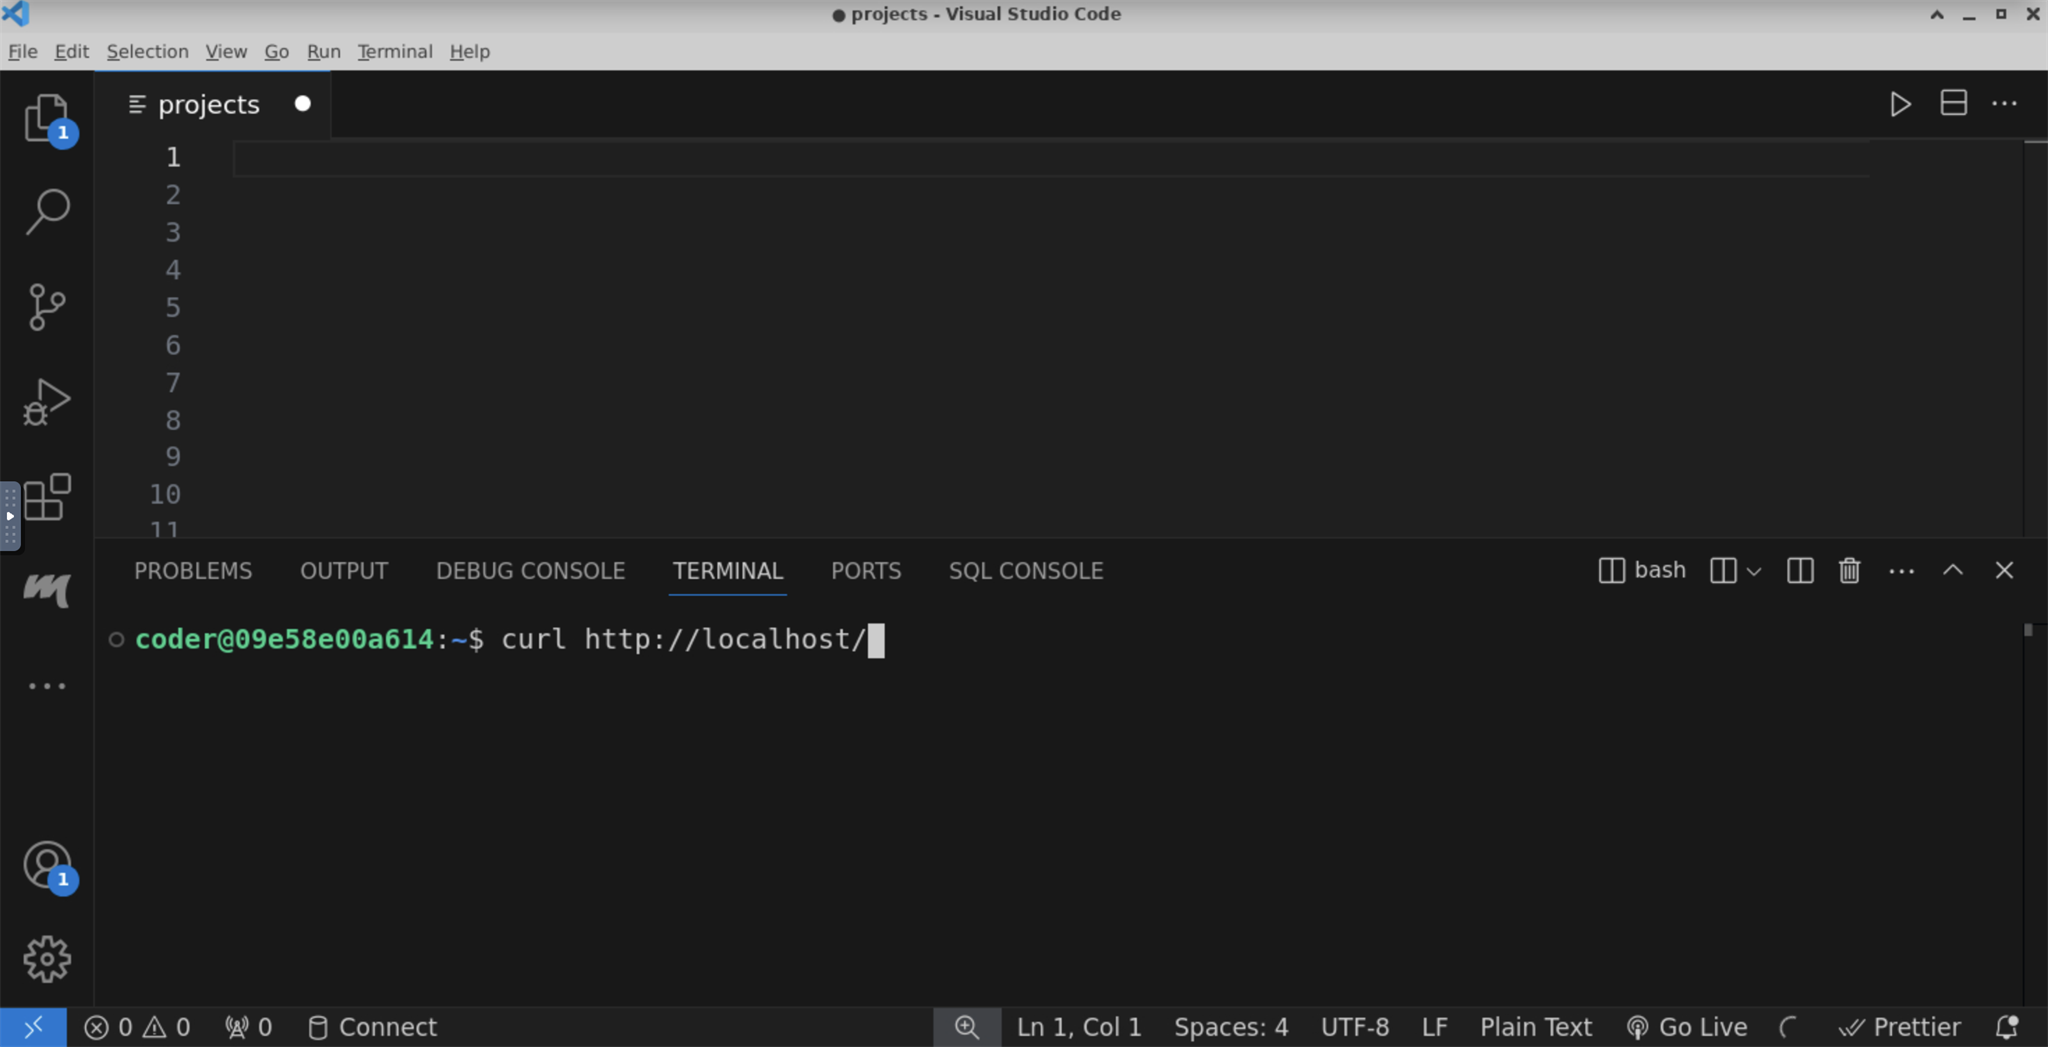 projects - Visual Studio Code
File Edit Selection View Go Run Terminal Help
projects
1
1
2
3
4
5
6
7
8
9
10
11
PROBLEMS OUTPUT DEBUG CONSOLE TERMINAL PORTS SQL CONSOLE bash
coder@09e58e00a614:~$ curl http://localhost/
1
0 0 0 Connect Ln 1, Col 1 Spaces: 4 UTF-8 LF Plain Text Go Live Prettier